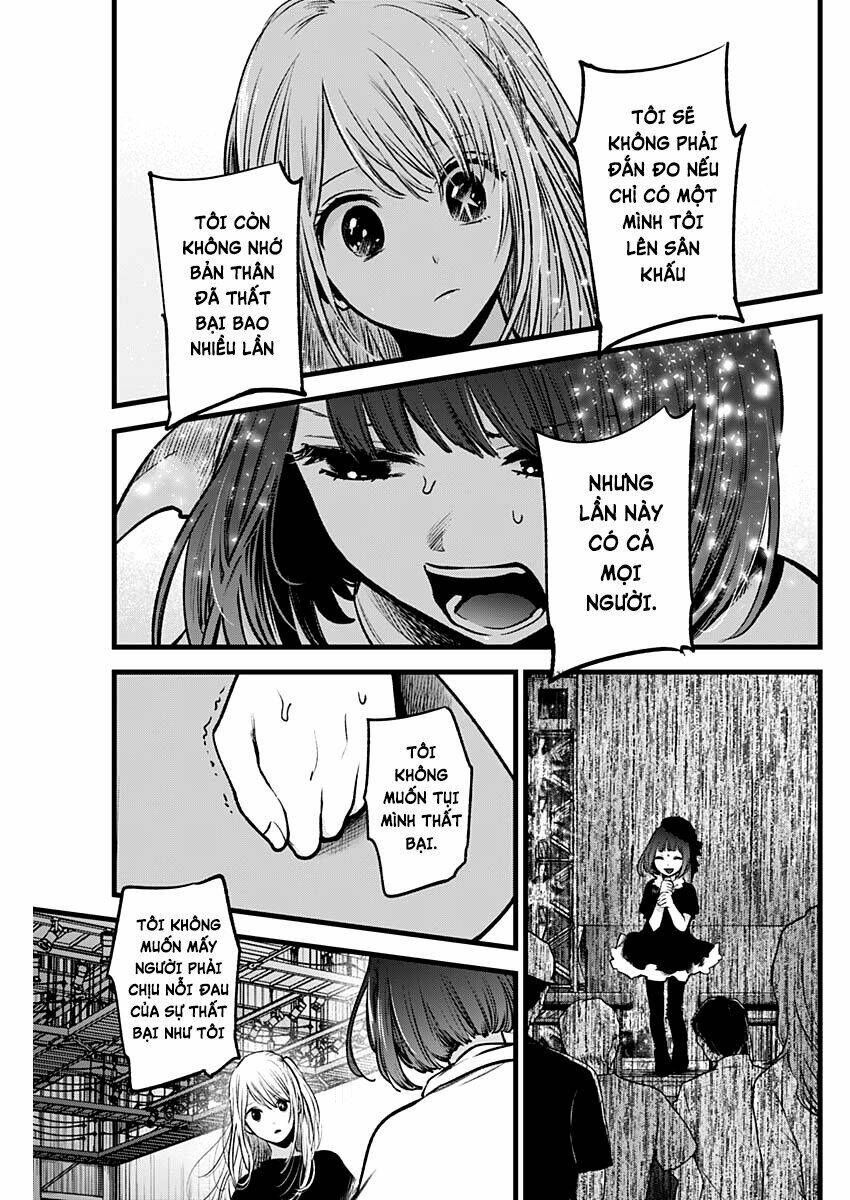 TÔI SẼ
KHÔNG PHẢI
ĐẮN ĐO NẾU
CHỈ CÓ MỘT
MÌNH TÔI
LÊN SÂN
KHẤU
TÔI CÒN
KHÔNG NHỚ
BẢN THÂN
ĐÃ THẤT
BẠI BAO
NHIÊU LẦN
NHƯNG
LẦN NÀY
CÓ CẢ
MỌI
NGƯỜI.
TÔI
KHÔNG
MUỐN TỤI
MÌNH THẤT
BẠI.
TÔI KHÔNG
MUỐN MẤY
NGƯỜI PHẢI
CHỊU NỖI ĐAU
CỦA SỰ THẤT
BẠI NHƯ TÔI